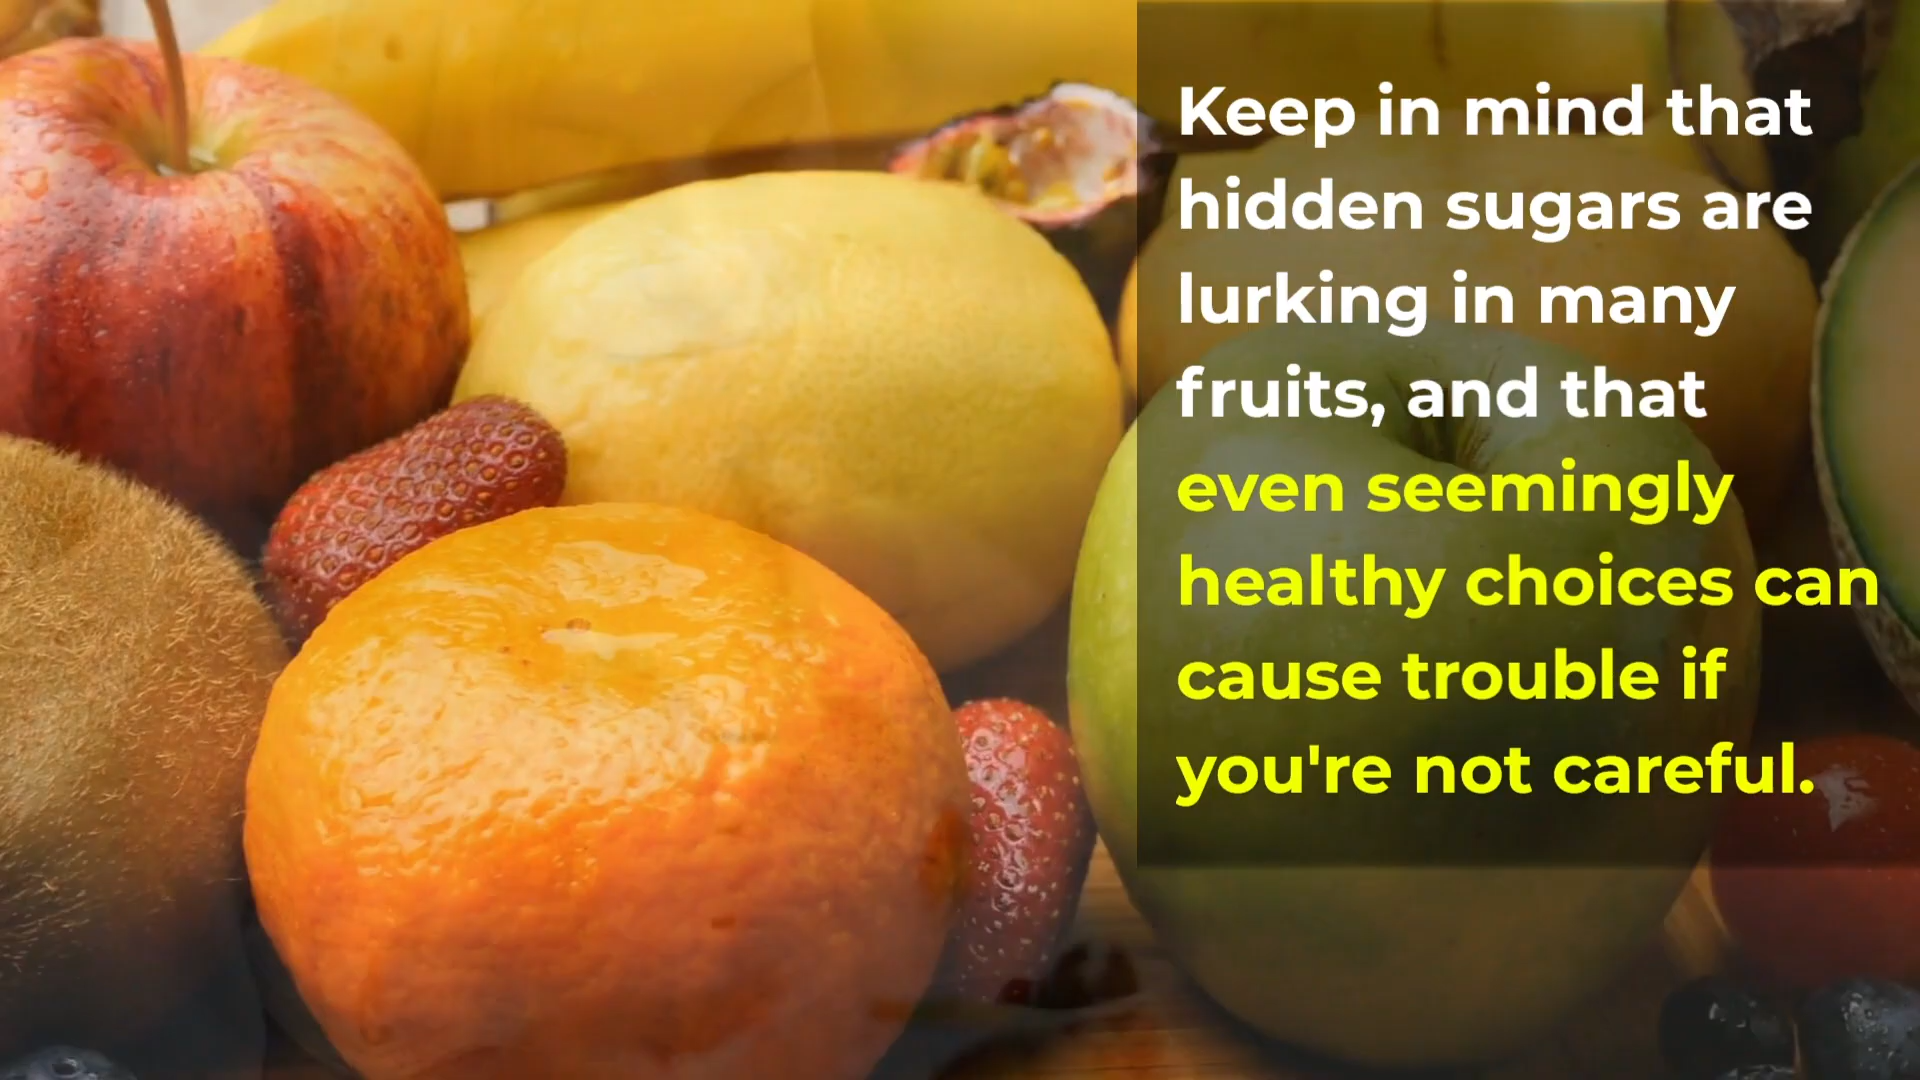 Keep in mind that
hidden sugars are
lurking in many
fruits, and that
even seemingly
healthy choices can
cause trouble if
you're not careful.